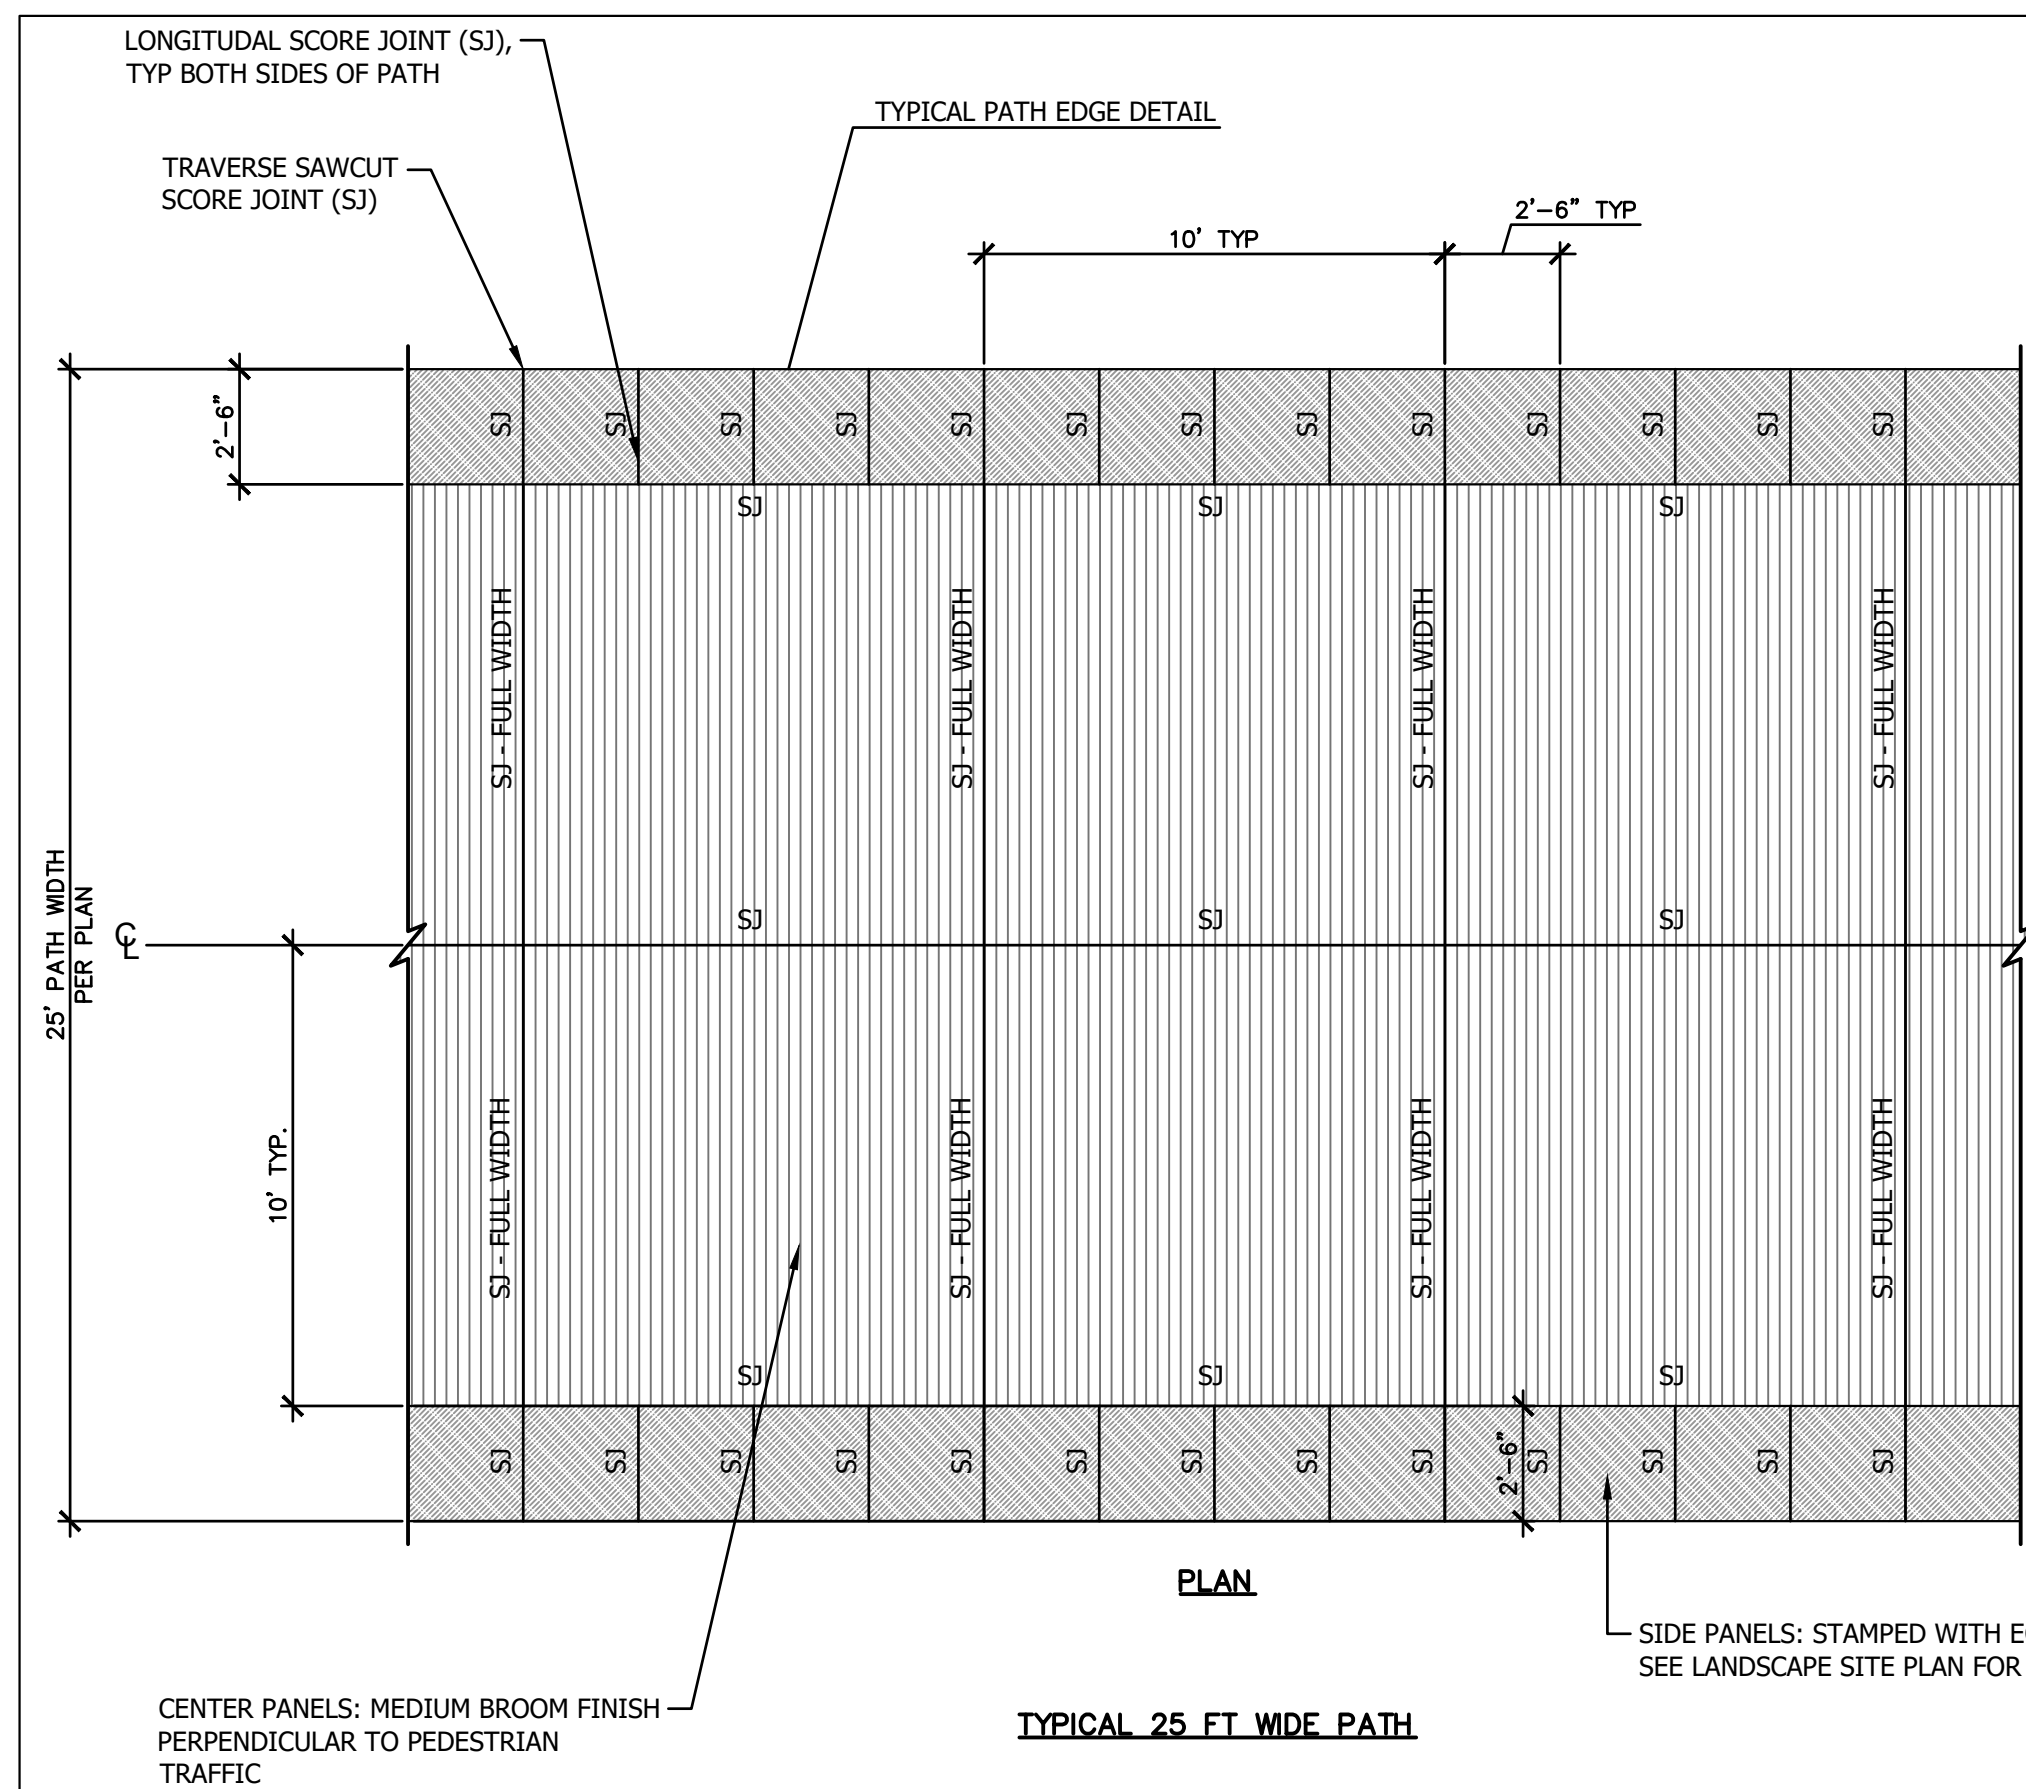 LONGITUDAL SCORE JOINT (SJ),
TYP BOTH SIDES OF PATH
TYPICAL PATH EDGE DETAIL
TRAVERSE SAWCUT
SCORE JOINT (SJ)
2'-6" TYP
10' TYP
2'-6"
SJ SJ SJ SJ SJ SJ SJ SJ SJ SJ SJ SJ SJ
SJ SJ SJ
SJ - FULL WIDTH SJ - FULL WIDTH SJ - FULL WIDTH SJ - FULL WIDTH
25' PATH WIDTH
PER PLAN
CL
SJ SJ SJ
10' TYP.
SJ - FULL WIDTH SJ - FULL WIDTH SJ - FULL WIDTH SJ - FULL WIDTH
SJ SJ SJ
SJ SJ SJ SJ SJ SJ SJ SJ SJ SJ SJ SJ SJ
2'-6"
PLAN
SIDE PANELS: STAMPED WITH
SEE LANDSCAPE SITE PLAN FOR
CENTER PANELS: MEDIUM BROOM FINISH
PERPENDICULAR TO PEDESTRIAN
TRAFFIC
TYPICAL 25 FT WIDE PATH